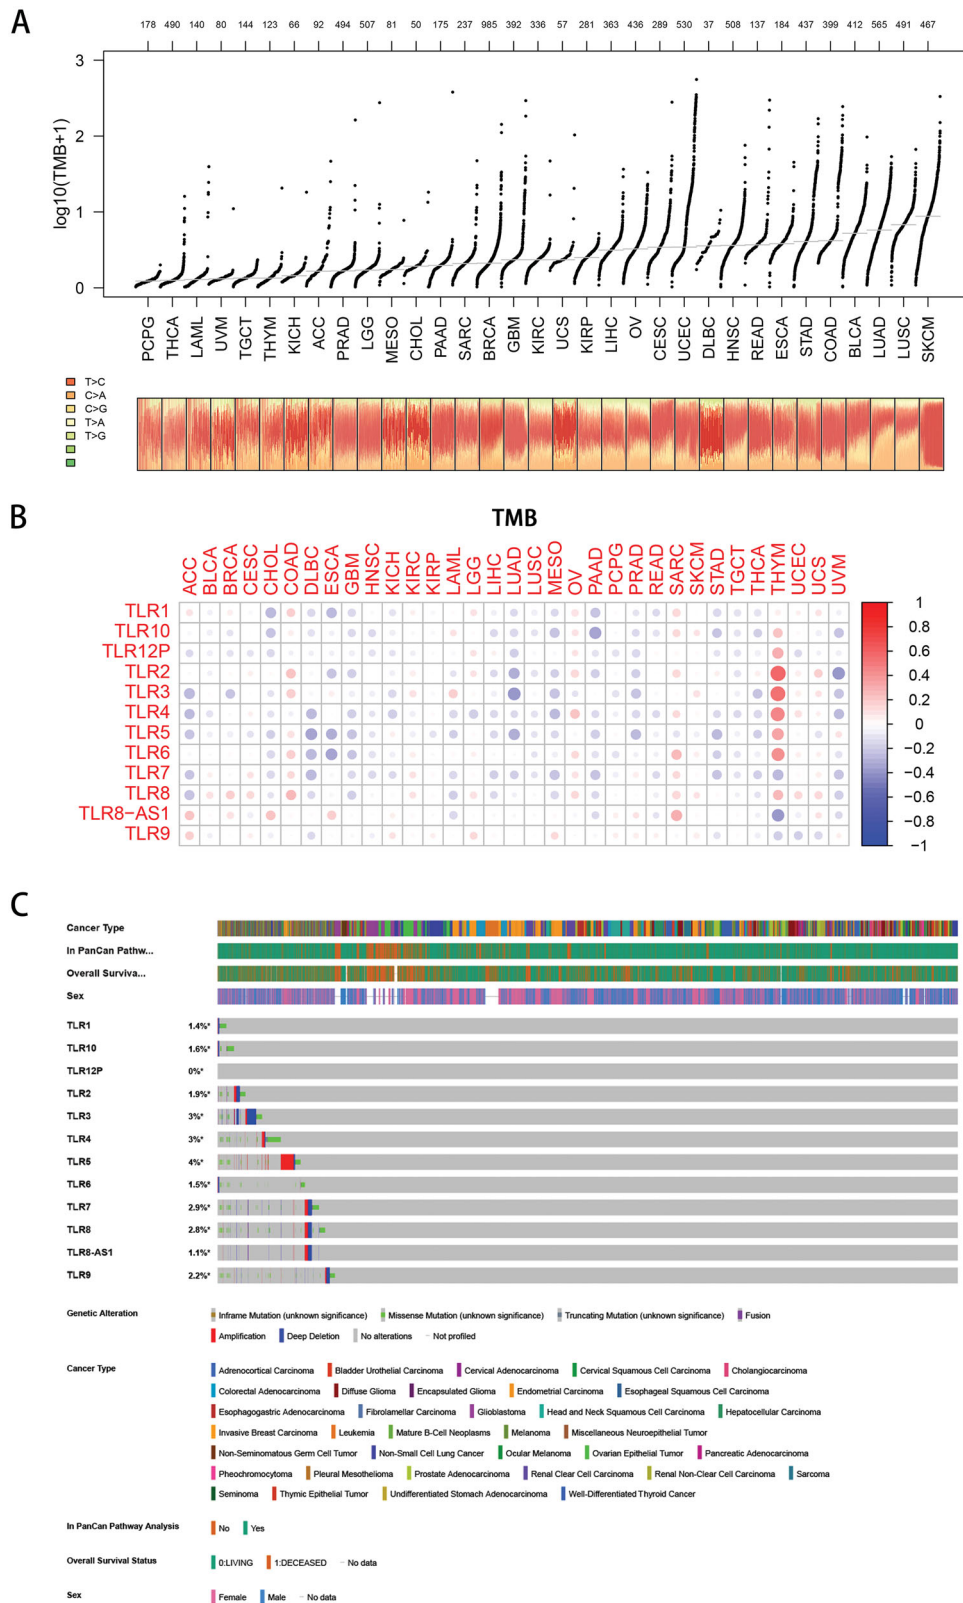 A
178 490 140 80 144 123 66 92 494 507 81 50 175 237 985 392 336 57 281 363 436 289 530 37 508 137 184 437 399 412 565 491 467
3
2
1
0
log10(TMB+1)
PCPG THCA LAML UVM TGCT THYM KICH ACC PRAD LGG MESO CHOL PAAD SARC BRCA GBM KIRC UCS KIRP LIHC OV CESC UCEC DLBC HNSC READ ESCA STAD COAD BLCA LUAD LUSC SKCM
T>C
C>A
C>G
T>A
T>G
B
TMB
ACC BLCA BRCA CESC CHOL COAD DLBC ESCA GBM HNSC KICH KIRC KIRP LAML LGG LIHC LUAD LUSC MESO OV PAAD PCPG PRAD READ SARC SKCM STAD TGCT THCA THYM UCEC UCS UVM
TLR1
TLR10
TLR12P
TLR2
TLR3
TLR4
TLR5
TLR6
TLR7
TLR8
TLR8−AS1
TLR9
1
0.8
0.6
0.4
0.2
0
−0.2
−0.4
−0.6
−0.8
−1
C
Cancer Type
In PanCan Pathw...
Overall Surviva...
Sex
TLR1 1.4%*
TLR10 1.6%*
TLR12P 0%*
TLR2 1.9%*
TLR3 3%*
TLR4 3%*
TLR5 4%*
TLR6 1.5%*
TLR7 2.9%*
TLR8 2.8%*
TLR8-AS1 1.1%*
TLR9 2.2%*
Genetic Alteration Inframe Mutation (unknown significance) Missense Mutation (unknown significance) Truncating Mutation (unknown significance) Fusion
Amplification Deep Deletion No alterations Not profiled
Cancer Type Adrenocortical Carcinoma Bladder Urothelial Carcinoma Cervical Adenocarcinoma Cervical Squamous Cell Carcinoma Cholangiocarcinoma
Colorectal Adenocarcinoma Diffuse Glioma Encapsulated Glioma Endometrial Carcinoma Esophageal Squamous Cell Carcinoma
Esophagogastric Adenocarcinoma Fibrolamellar Carcinoma Glioblastoma Head and Neck Squamous Cell Carcinoma Hepatocellular Carcinoma
Invasive Breast Carcinoma Leukemia Mature B-Cell Neoplasms Melanoma Miscellaneous Neuroepithelial Tumor
Non-Seminomatous Germ Cell Tumor Non-Small Cell Lung Cancer Ocular Melanoma Ovarian Epithelial Tumor Pancreatic Adenocarcinoma
Pheochromocytoma Pleural Mesothelioma Prostate Adenocarcinoma Renal Clear Cell Carcinoma Renal Non-Clear Cell Carcinoma Sarcoma
Seminoma Thymic Epithelial Tumor Undifferentiated Stomach Adenocarcinoma Well-Differentiated Thyroid Cancer
In PanCan Pathway Analysis No Yes
Overall Survival Status 0:LIVING 1:DECEASED No data
Sex Female Male No data